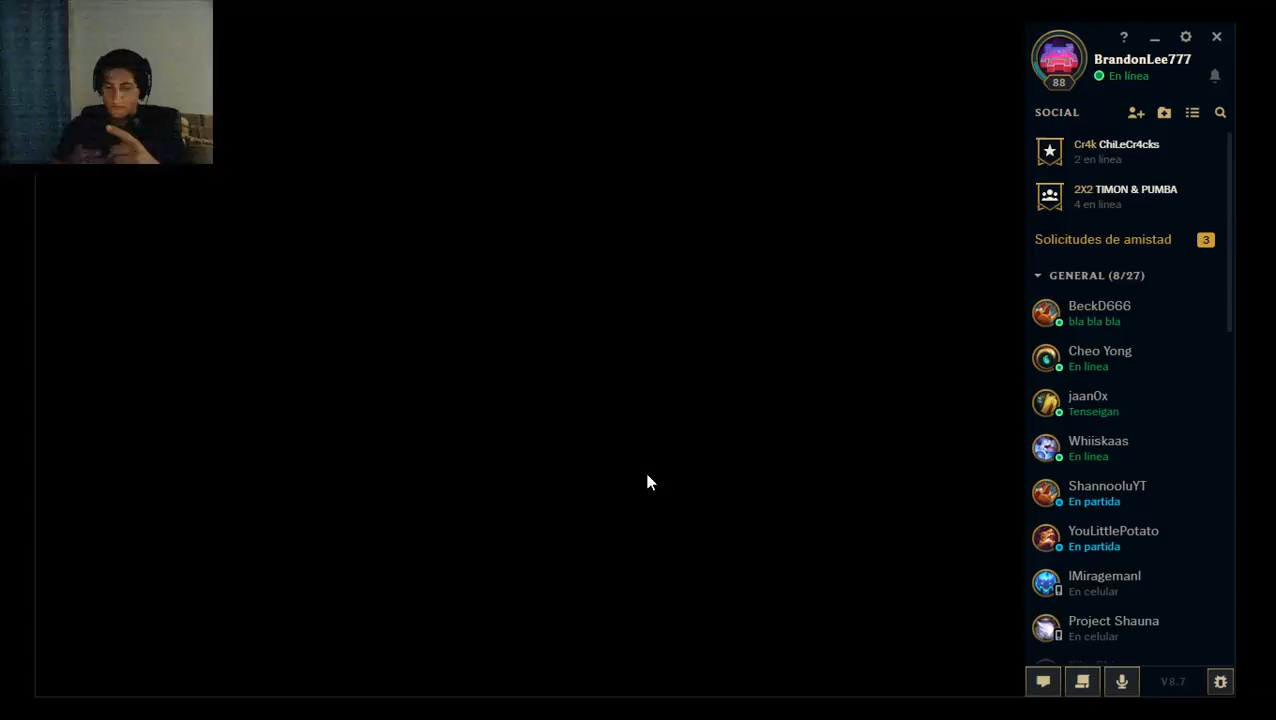 ?
BrandonLee777
88
En línea
SOCIAL
Cr4k ChiLeCr4cks
2 en línea
2X2 TIMON & PUMBA
4 en línea
Solicitudes de amistad 3
GENERAL (8/27)
BeckD666
bla bla bla
Cheo Yong
En línea
jaan0x
Tenseigan
Whiiskaas
En línea
ShannooluYT
En partida
YouLittlePotato
En partida
IMiragemanI
En celular
Project Shauna
En celular
V8.7